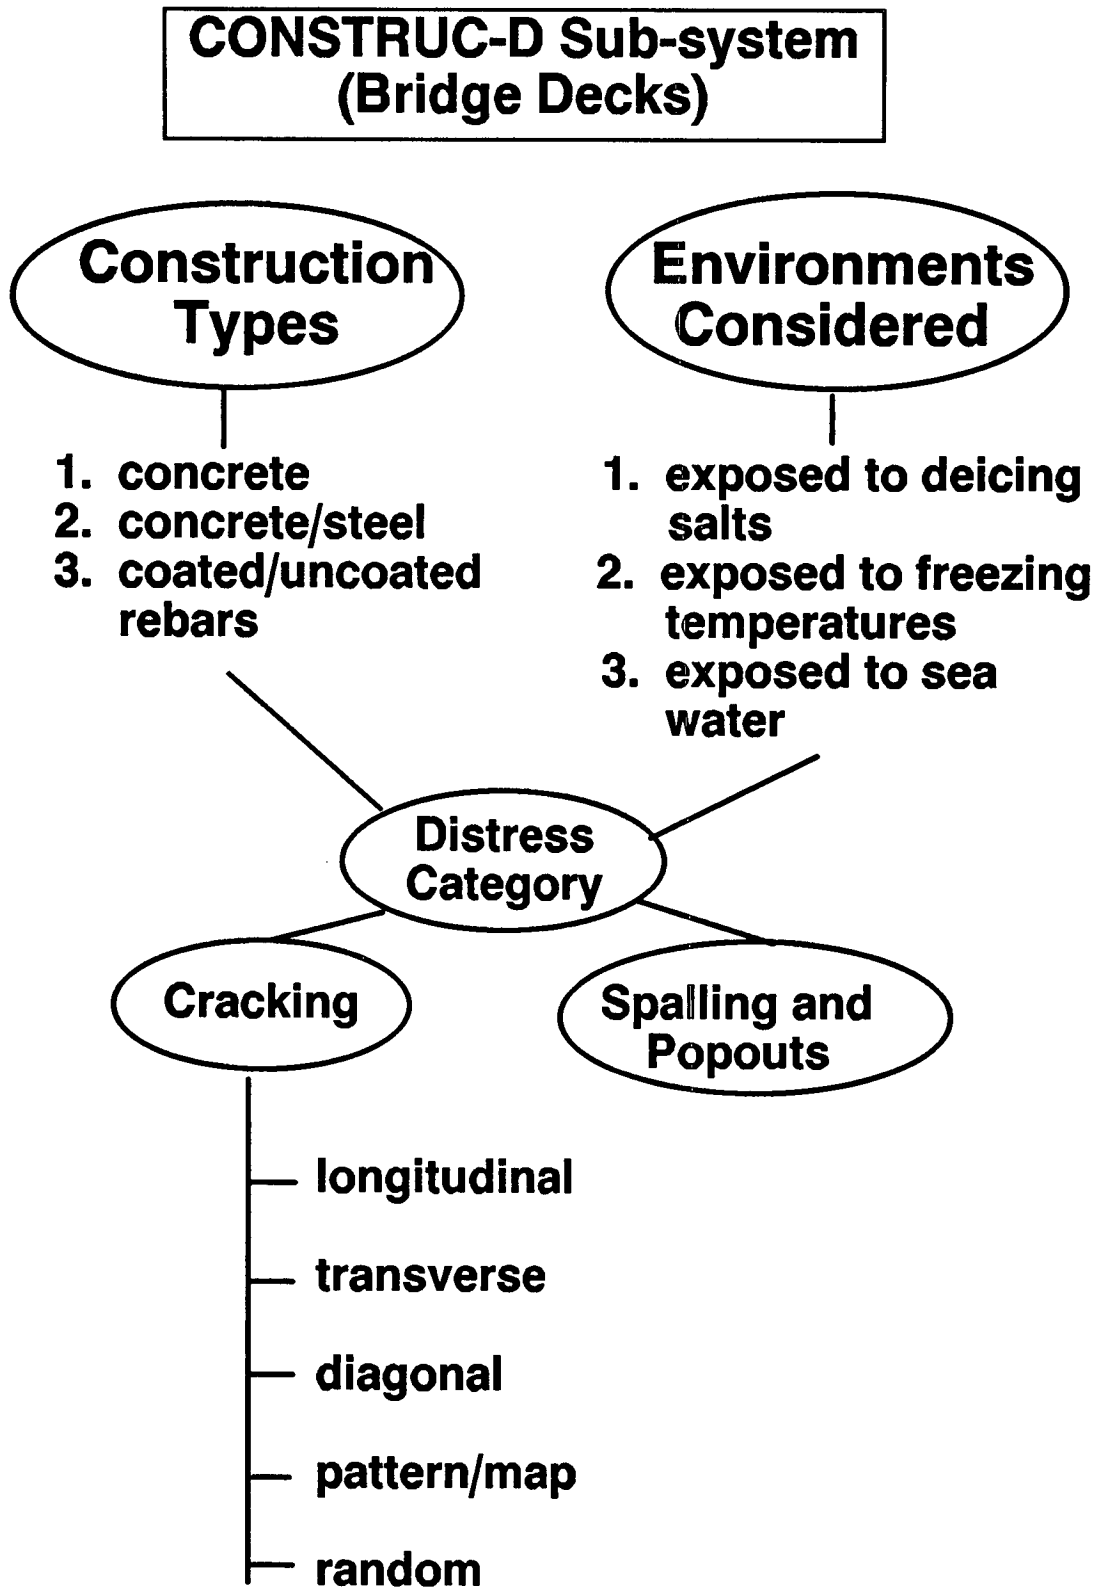 CONSTRUC-D Sub-system
(Bridge Decks)
Construction
Types
1. concrete
2. concrete/steel
3. coated/uncoated
rebars
Environments
Considered
1. exposed to deicing
salts
2. exposed to freezing
temperatures
3. exposed to sea
water
Distress
Category
Cracking
longitudinal
transverse
diagonal
pattern/map
random
Spalling and
Popouts